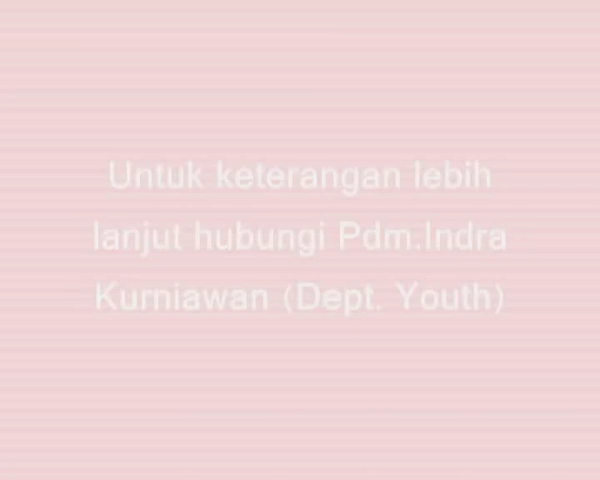 Untuk keterangan lebih
lanjut hubungi Pdm.Indra
Kurniawan (Dept. Youth)